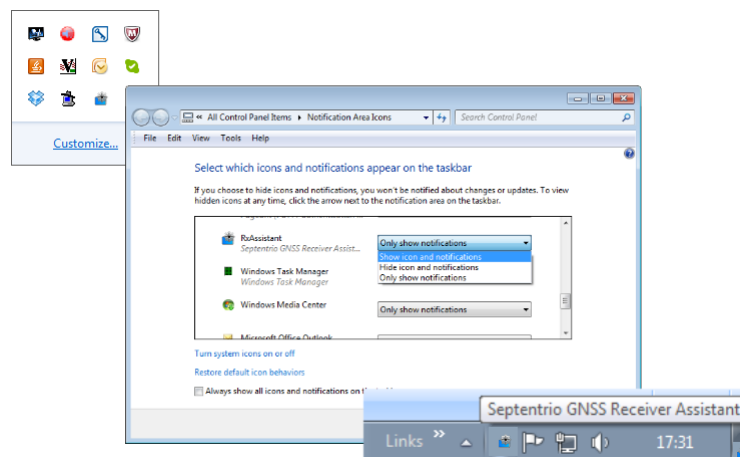 Customize...
« All Control Panel Items ▸ Notification Area Icons
Search Control Panel
File Edit View Tools Help
Select which icons and notifications appear on the taskbar
If you choose to hide icons and notifications, you won't be notified about changes or updates. To view
hidden icons at any time, click the arrow next to the notification area on the taskbar.
RxAssistant
Septentrio GNSS Receiver Assist...
Only show notifications
Show icon and notifications
Hide icon and notifications
Only show notifications
Windows Task Manager
Windows Task Manager
Windows Media Center
Only show notifications
Microsoft Office Outlook
Turn system icons on or off
Restore default icon behaviors
Always show all icons and notifications on
Septentrio GNSS Receiver Assistant
Links »
17:31